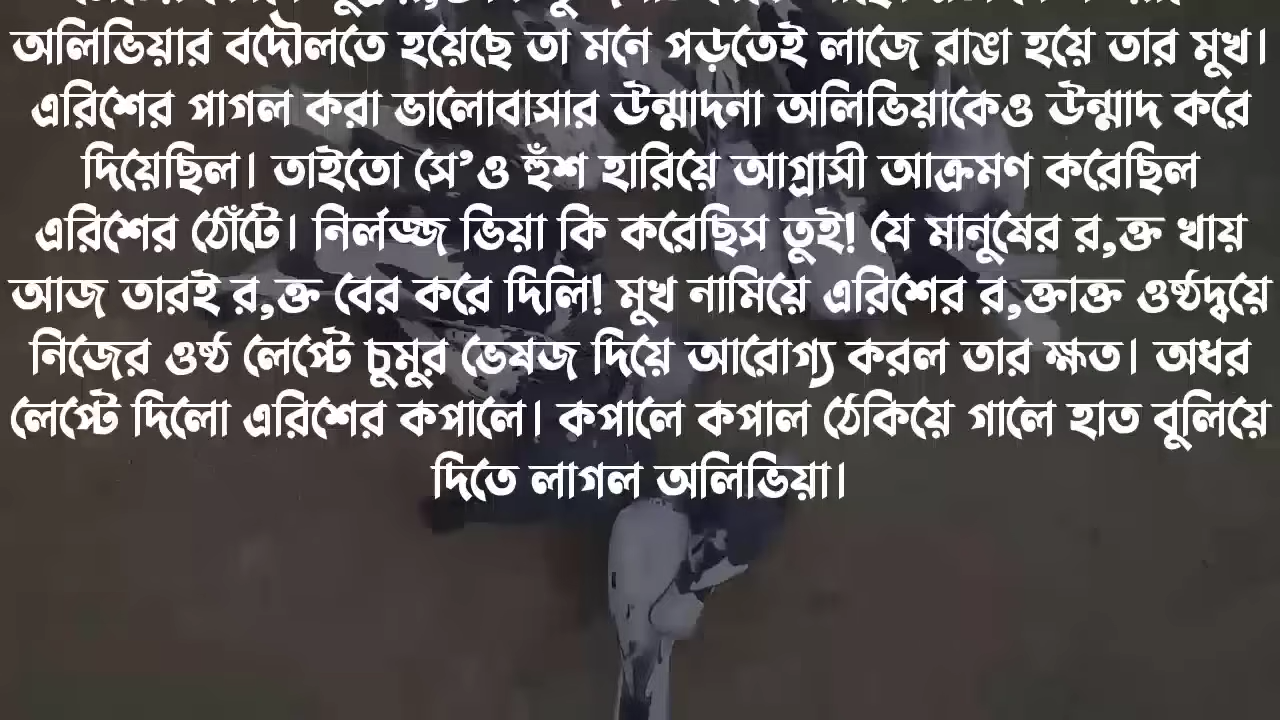 অলিভিয়ার বদৌলতে হয়েছে তা মনে পড়তেই লাজে রাঙা হয়ে তার মুখ।
এরিশের পাগল করা ভালোবাসার উন্মাদনা অলিভিয়াকেও উন্মাদ করে
দিয়েছিল। তাইতো সে’ও হুঁশ হারিয়ে আগ্রাসী আক্রমণ করেছিল
এরিশের ঠোঁটে। নির্লজ্জ ভিয়া কি করেছিস তুই! যে মানুষের র,ক্ত খায়
আজ তারই র,ক্ত বের করে দিলি! মুখ নামিয়ে এরিশের র,ক্তাক্ত ওষ্ঠদ্বয়ে
নিজের ওষ্ঠ লেপ্টে চুমুর ভেষজ দিয়ে আরোগ্য করল তার ক্ষত। অধর
লেপ্টে দিলো এরিশের কপালে। কপালে কপাল ঠেকিয়ে গালে হাত বুলিয়ে
দিতে লাগল অলিভিয়া।